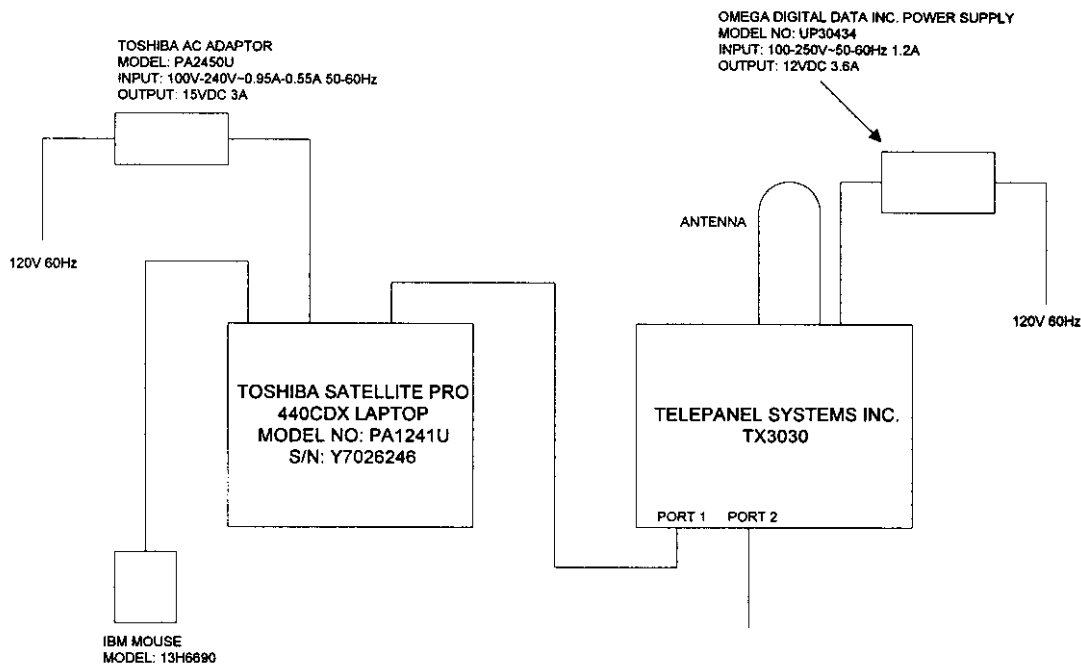 OMEGA DIGITAL DATA INC. POWER SUPPLY
MODEL NO: UP30434
INPUT: 100-250V~50-60Hz 1.2A
OUTPUT: 12VDC 3.6A
TOSHIBA AC ADAPTOR
MODEL: PA2450U
INPUT: 100V-240V~0.95A-0.55A 50-60Hz
OUTPUT: 15VDC 3A
ANTENNA
120V 60Hz
120V 60Hz
TOSHIBA SATELLITE PRO
440CDX LAPTOP
MODEL NO: PA1241U
S/N: Y7026246
TELEPANEL SYSTEMS INC.
TX3030
PORT 1 PORT 2
IBM MOUSE
MODEL: 13H6690